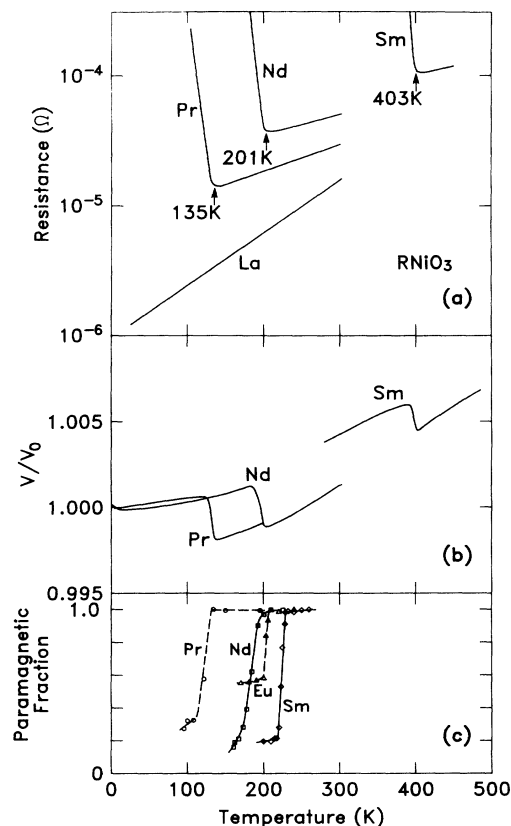 Sm
Nd
10⁻⁴
Pr
403K
201K
135K
10⁻⁵
Resistance (Ω)
La
RNiO₃
(a)
10⁻⁶
Sm
1.005
V/V₀
Nd
1.000
Pr
(b)
0.995
1.0
Pr
Nd
Eu
Sm
Paramagnetic
Fraction
(c)
0
0 100 200 300 400 500
Temperature (K)